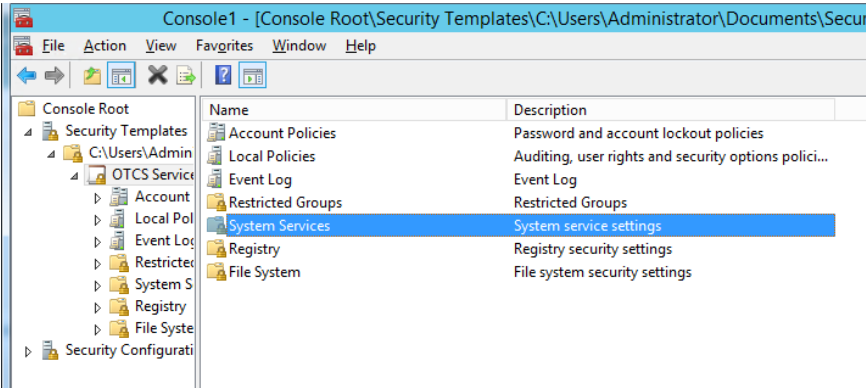 Console1 - [Console Root\Security Templates\C:\Users\Administrator\Documents\Secur
File Action View Favorites Window Help
Console Root
Security Templates
C:\Users\Admin
OTCS Service
Account
Local Pol
Event Log
Restricted
System S
Registry
File Syste
Security Configurati
Name Description
Account Policies Password and account lockout policies
Local Policies Auditing, user rights and security options polici...
Event Log Event Log
Restricted Groups Restricted Groups
System Services System service settings
Registry Registry security settings
File System File system security settings